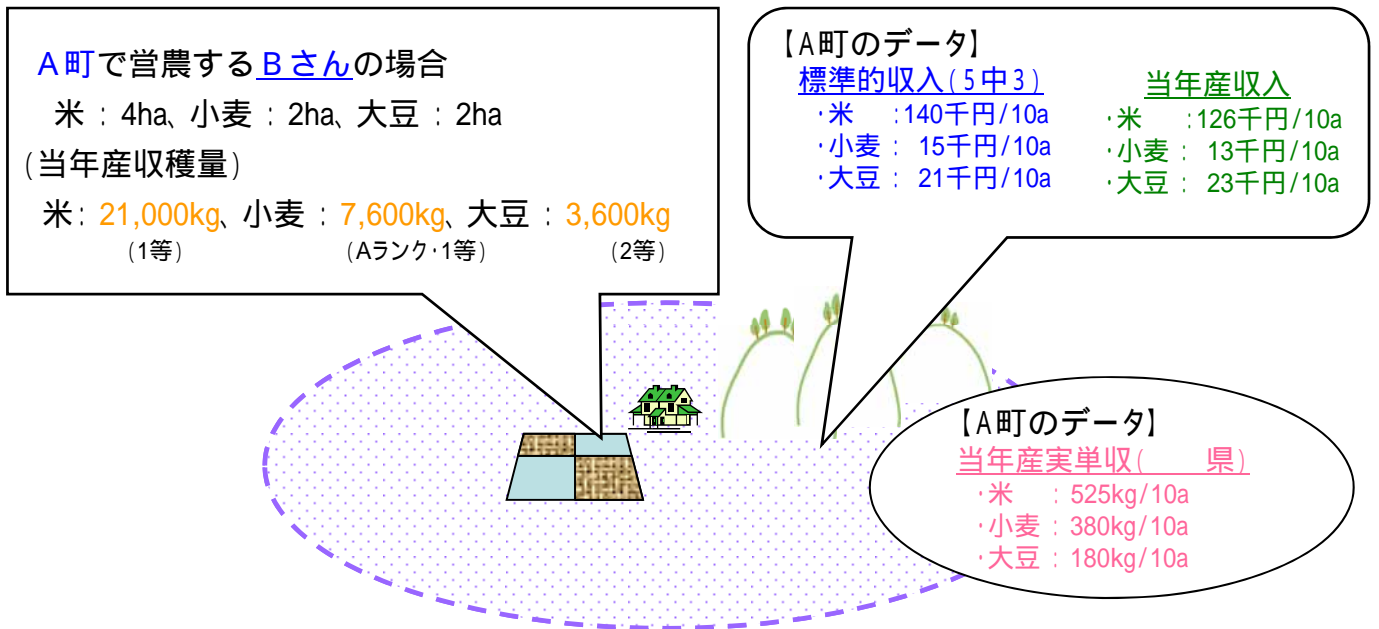 A町で営農するBさんの場合
米：4ha、小麦：2ha、大豆：2ha
(当年産収穫量)
米：21,000kg、小麦：7,600kg、大豆：3,600kg
(1等) (Aランク・1等) (2等)
【A町のデータ】
標準的収入(5中3)
・米 :140千円/10a
・小麦： 15千円/10a
・大豆： 21千円/10a
当年産収入
・米 :126千円/10a
・小麦： 13千円/10a
・大豆： 23千円/10a
【A町のデータ】
当年産実単収( 県)
・米 ：525kg/10a
・小麦：380kg/10a
・大豆：180kg/10a